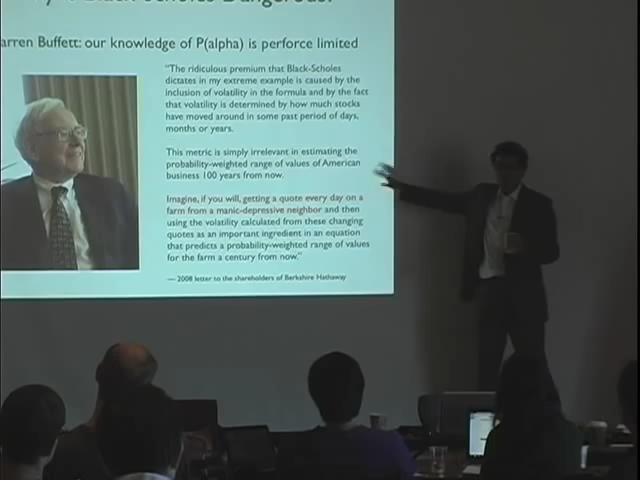 Black-Scholes Dangerous?
arren Buffett: our knowledge of P(alpha) is perforce limited
"The ridiculous premium that Black-Scholes
dictates in my extreme example is caused by the
inclusion of volatility in the formula and by the fact
that volatility is determined by how much stocks
have moved around in some past period of days,
months or years.
This metric is simply irrelevant in estimating the
probability-weighted range of values of American
business 100 years from now.
Imagine, if you will, getting a quote every day on a
farm from a manic-depressive neighbor and then
using the volatility calculated from these changing
quotes as an important ingredient in an equation
that predicts a probability-weighted range of values
for the farm a century from now."
— 2008 letter to the shareholders of Berkshire Hathaway